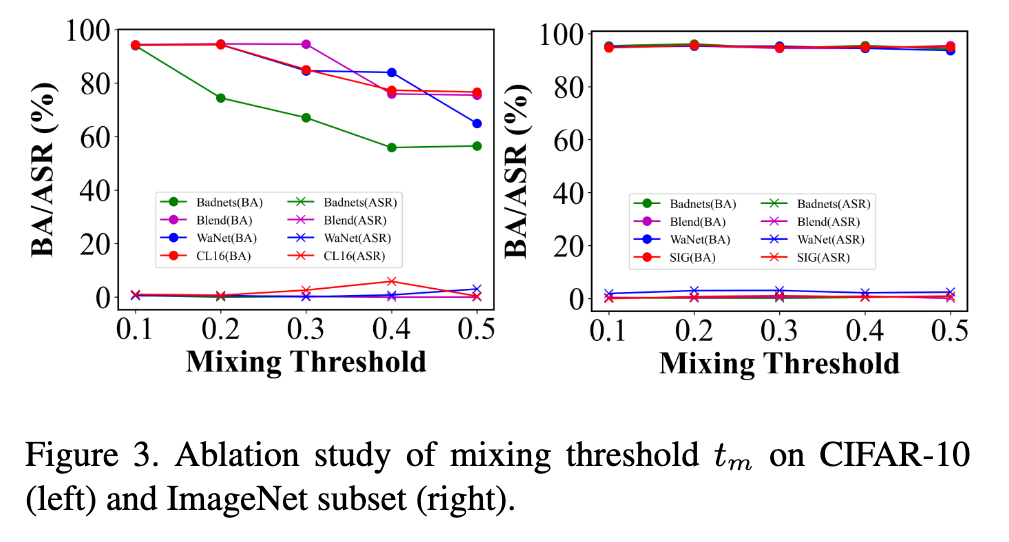 100
80
60
40
20
0
BA/ASR (%)
Badnets(BA)
Blend(BA)
WaNet(BA)
CL16(BA)
Badnets(ASR)
Blend(ASR)
WaNet(ASR)
CL16(ASR)
0.1 0.2 0.3 0.4 0.5
Mixing Threshold
100
80
60
40
20
0
BA/ASR (%)
Badnets(BA)
Blend(BA)
WaNet(BA)
SIG(BA)
Badnets(ASR)
Blend(ASR)
WaNet(ASR)
SIG(ASR)
0.1 0.2 0.3 0.4 0.5
Mixing Threshold
Figure 3. Ablation study of mixing threshold tm on CIFAR-10
(left) and ImageNet subset (right).